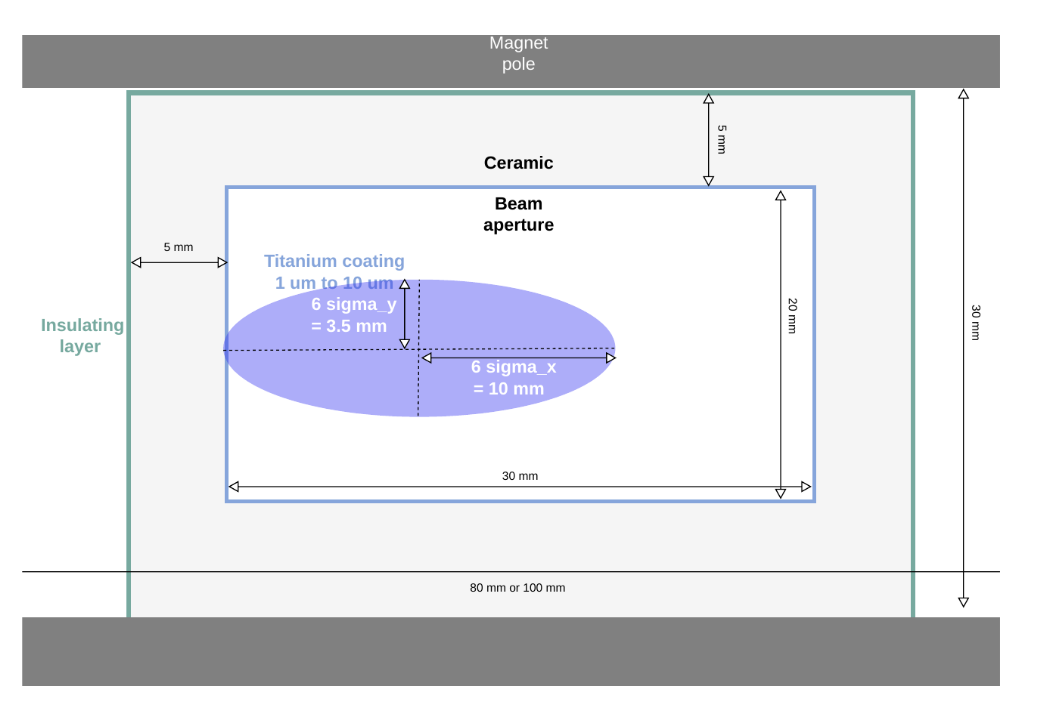 Magnet
pole
5 mm
Ceramic
Beam
aperture
5 mm
Titanium coating
1 um to 10 um
6 sigma_y
= 3.5 mm
20 mm
30 mm
Insulating
layer
6 sigma_x
= 10 mm
30 mm
80 mm or 100 mm